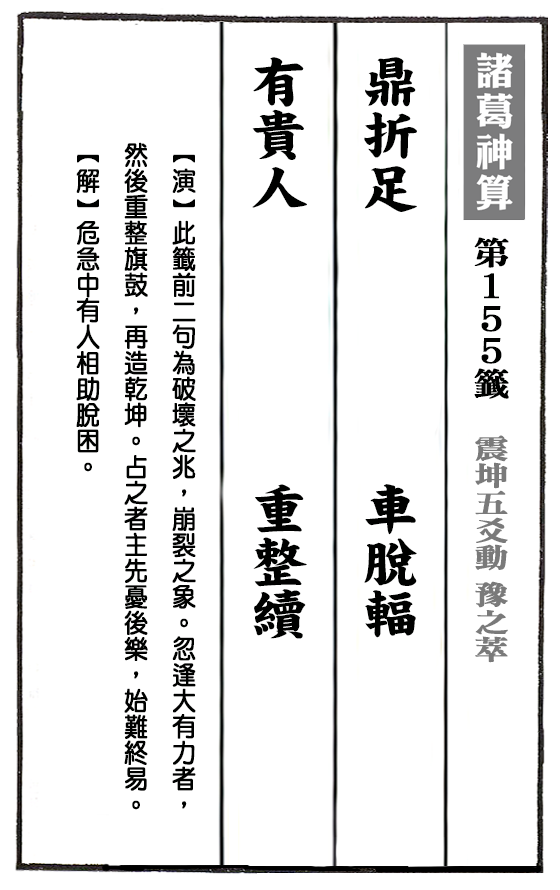 諸葛神算 第155籤 震坤五爻動 豫之萃
鼎折足 車脫輻
有貴人 重整續
【演】此籤前二句為破壞之兆，崩裂之象。忽逢大有力者，
然後重整旗鼓，再造乾坤。占之者主先憂後樂，始難終易。
【解】危急中有人相助脫困。